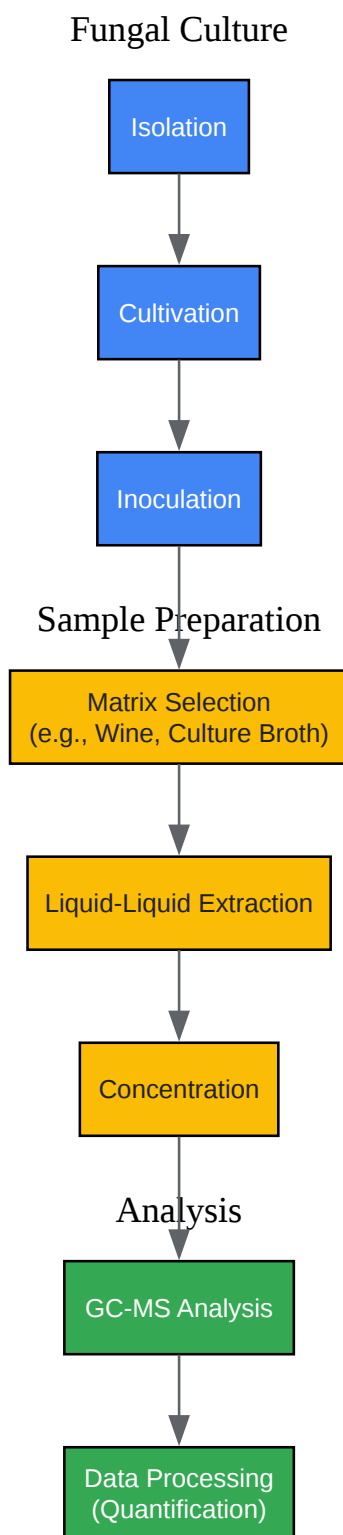 Fungal Culture
Isolation
Cultivation
Inoculation
Sample Preparation
Matrix Selection
(e.g., Wine, Culture Broth)
Liquid-Liquid Extraction
Concentration
Analysis
GC-MS Analysis
Data Processing
(Quantification)